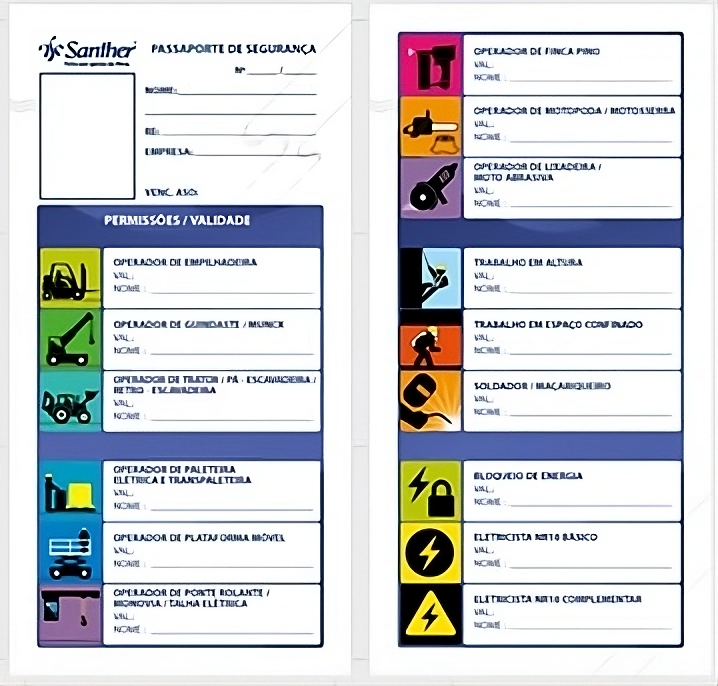 Santher
PASSAPORTE DE SEGURANÇA
Nº ____/____
NOME:
RE:
EMPRESA:
VENC. ASO:
PERMISSÕES / VALIDADE
OPERADOR DE EMPILHADEIRA
VAL.:
NOME:
OPERADOR DE GUINDASTE / MUNCK
VAL.:
NOME:
OPERADOR DE TRATOR / PÁ - ESCAVADEIRA /
RETRO - ESCAVADEIRA
VAL.:
NOME:
OPERADOR DE PALETEIRA
ELÉTRICA E TRANSPALETEIRA
VAL.:
NOME:
OPERADOR DE PLATAFORMA MÓVEL
VAL.:
NOME:
OPERADOR DE PONTE ROLANTE /
MONOVIA / TALHA ELÉTRICA
VAL.:
NOME:
OPERADOR DE FINCA PINO
VAL.:
NOME:
OPERADOR DE MOTOPODA / MOTOSSERRA
VAL.:
NOME:
OPERADOR DE LIXADEIRA /
MOTO ABRASIVA
VAL.:
NOME:
TRABALHO EM ALTURA
VAL.:
NOME:
TRABALHO EM ESPAÇO CONFINADO
VAL.:
NOME:
SOLDADOR / MAÇARIQUEIRO
VAL.:
NOME:
BLOQUEIO DE ENERGIA
VAL.:
NOME:
ELETRICISTA NR10 BÁSICO
VAL.:
NOME:
ELETRICISTA NR10 COMPLEMENTAR
VAL.:
NOME: